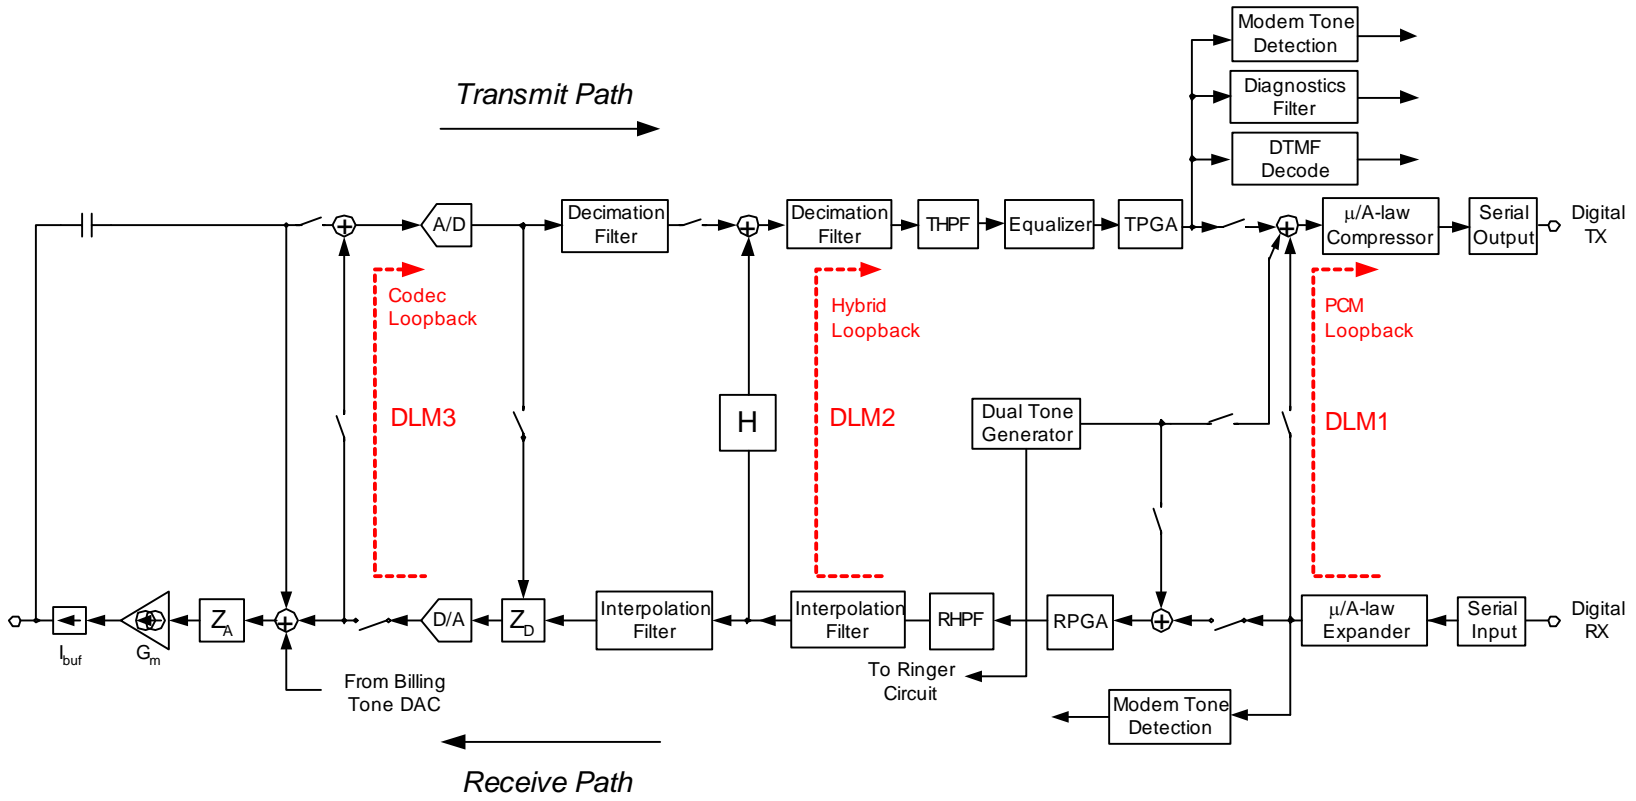 Modem Tone
Detection
Transmit Path
Diagnostics
Filter
DTMF
Decode
A/D
Decimation
Filter
Decimation
Filter
THPF
Equalizer
TPGA
μ/A-law
Compressor
Serial
Output
Digital
TX
Codec
Loopback
Hybrid
Loopback
PCM
Loopback
DLM3
H
DLM2
Dual Tone
Generator
DLM1
Ibuf
Gm
ZA
D/A
ZD
Interpolation
Filter
Interpolation
Filter
RHPF
RPGA
μ/A-law
Expander
Serial
Input
Digital
RX
From Billing
Tone DAC
To Ringer
Circuit
Modem Tone
Detection
Receive Path